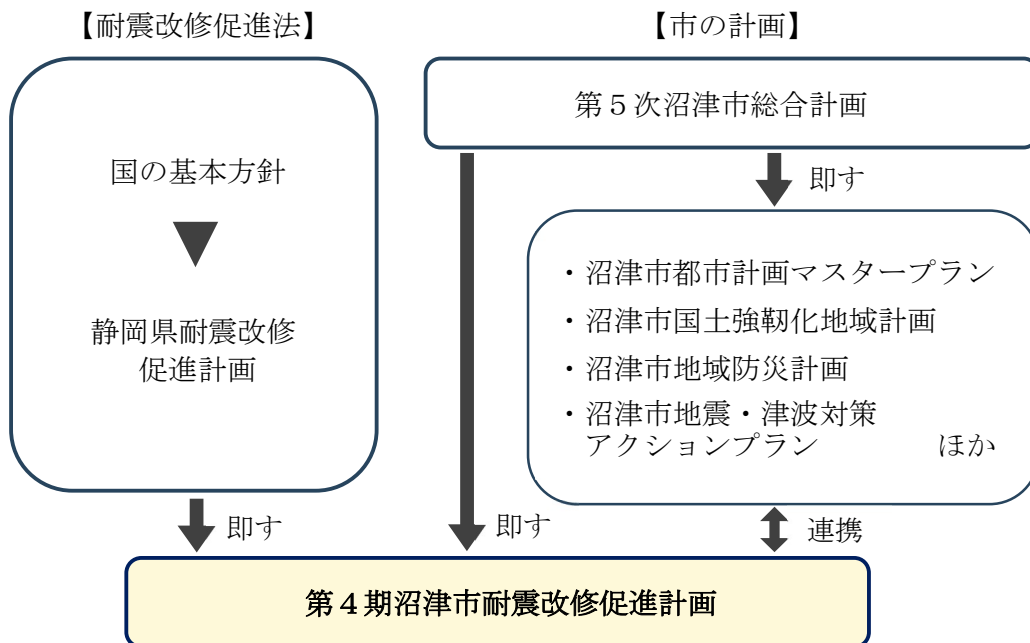 【耐震改修促進法】
国の基本方針
静岡県耐震改修
促進計画
即す
【市の計画】
第5次沼津市総合計画
即す
・沼津市都市計画マスタープラン
・沼津市国土強靭化地域計画
・沼津市地域防災計画
・沼津市地震・津波対策
アクションプラン ほか
即す
連携
第4期沼津市耐震改修促進計画